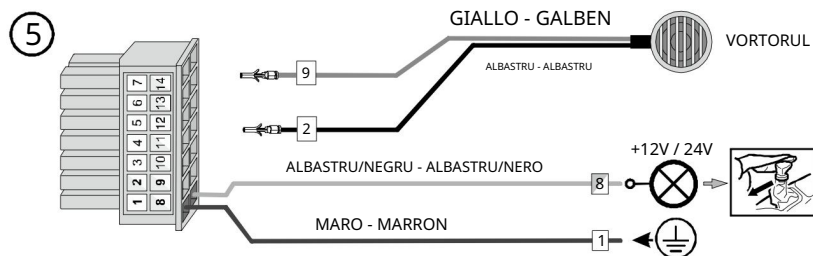 5
GIALLO - GALBEN
VORTORUL
ALBASTRU - ALBASTRU
9
2
7 14
6 13
5 12
4 11
3 10
2 9
1 8
+12V / 24V
ALBASTRU/NEGRU - ALBASTRU/NERO
8
MARO - MARRON
1